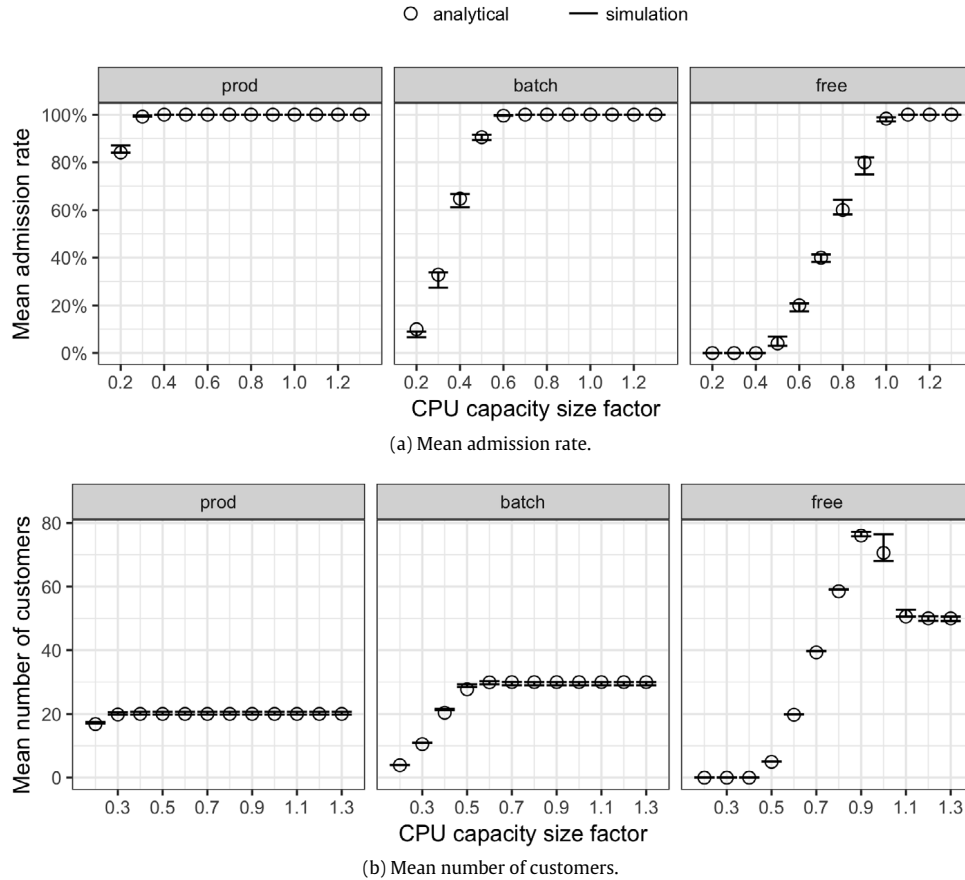 analytical simulation
prod batch free
Mean admission rate
100%
80%
60%
40%
20%
0%
0.2 0.4 0.6 0.8 1.0 1.2 0.2 0.4 0.6 0.8 1.0 1.2 0.2 0.4 0.6 0.8 1.0 1.2
CPU capacity size factor
(a) Mean admission rate.
prod batch free
Mean number of customers
80
60
40
20
0
0.3 0.5 0.7 0.9 1.1 1.3 0.3 0.5 0.7 0.9 1.1 1.3 0.3 0.5 0.7 0.9 1.1 1.3
CPU capacity size factor
(b) Mean number of customers.